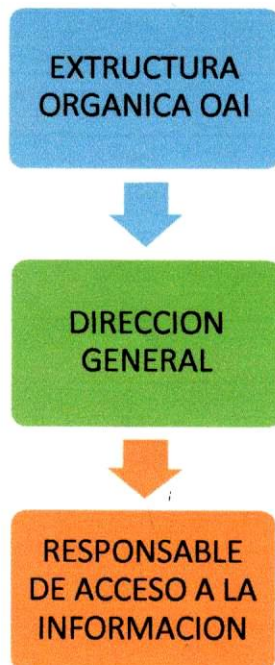 EXTRUCTURA
ORGANICA OAI
DIRECCION
GENERAL
RESPONSABLE
DE ACCESO A LA
INFORMACION